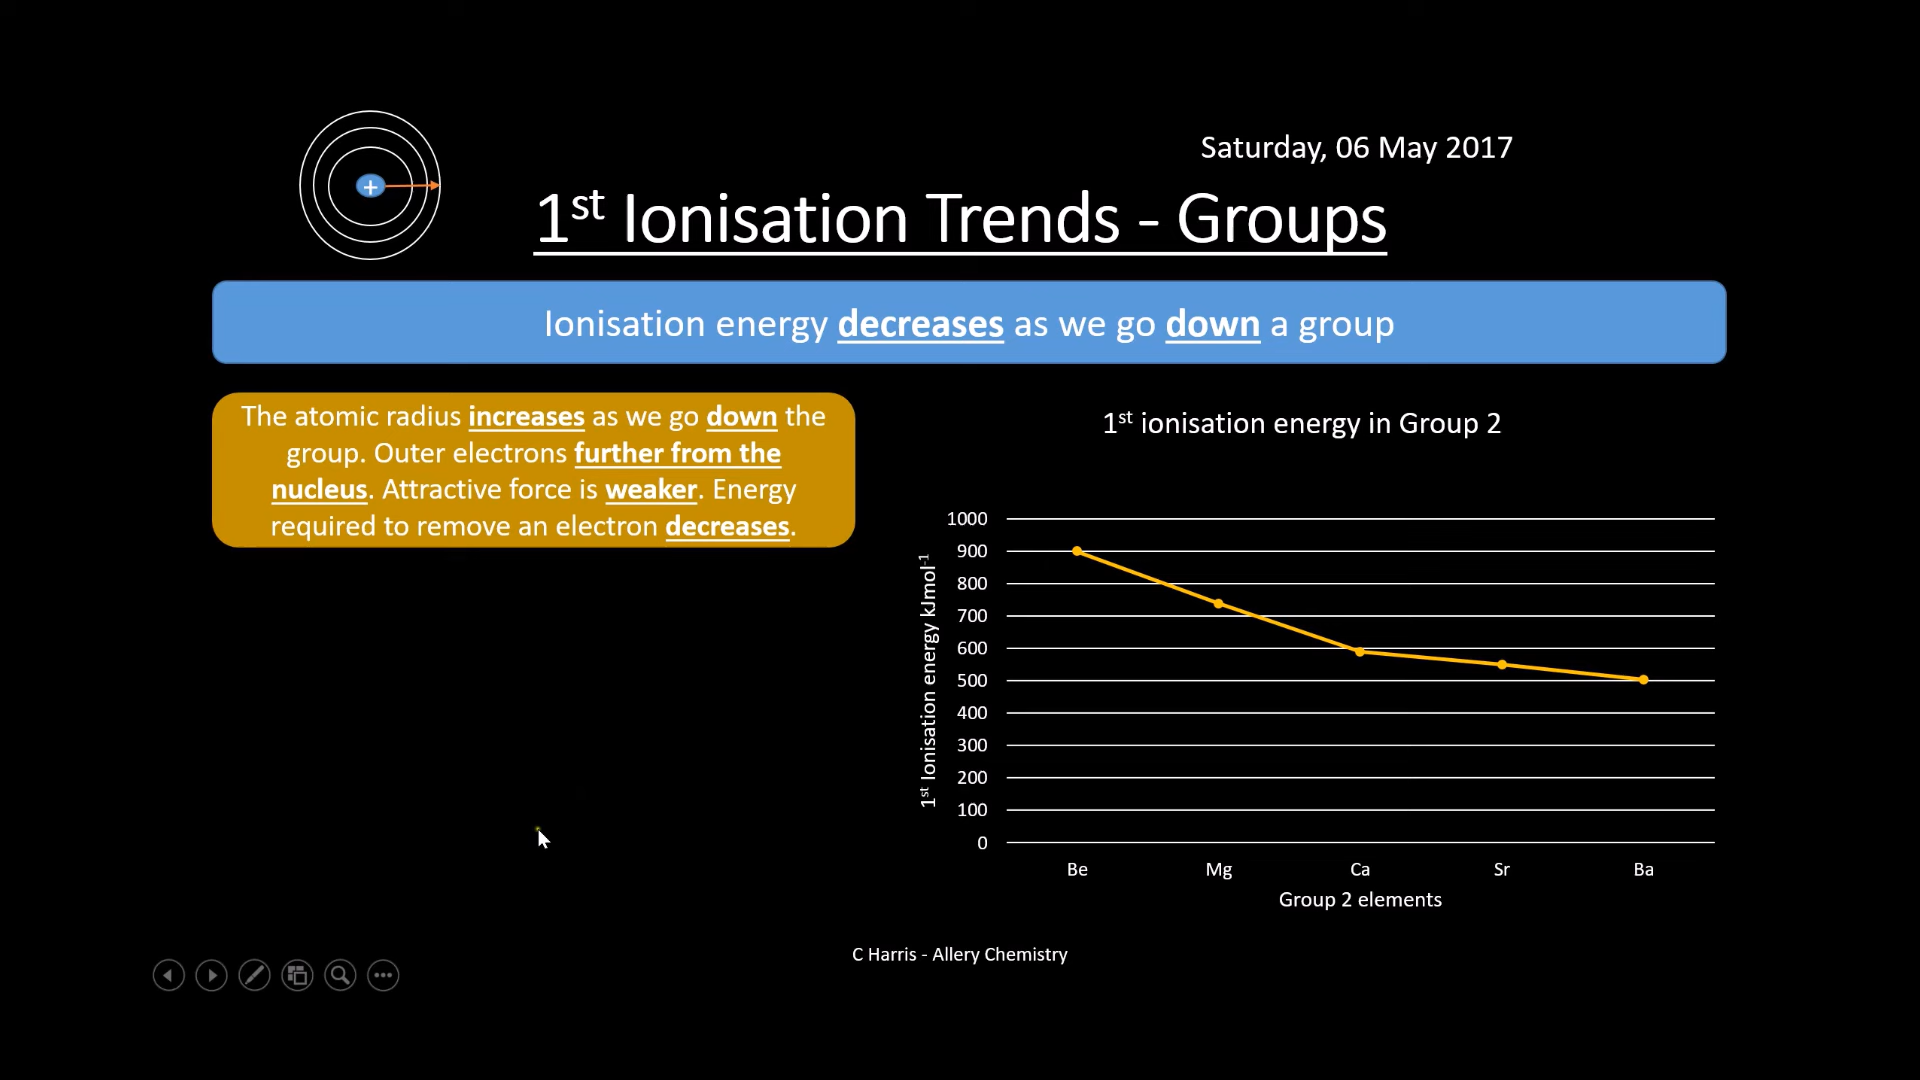 +
Saturday, 06 May 2017
1st Ionisation Trends - Groups
Ionisation energy decreases as we go down a group
The atomic radius increases as we go down the
group. Outer electrons further from the
nucleus. Attractive force is weaker. Energy
required to remove an electron decreases.
1st ionisation energy in Group 2
1st Ionisation energy kJmol-1
1000
900
800
700
600
500
400
300
200
100
0
Be Mg Ca Sr Ba
Group 2 elements
C Harris - Allery Chemistry